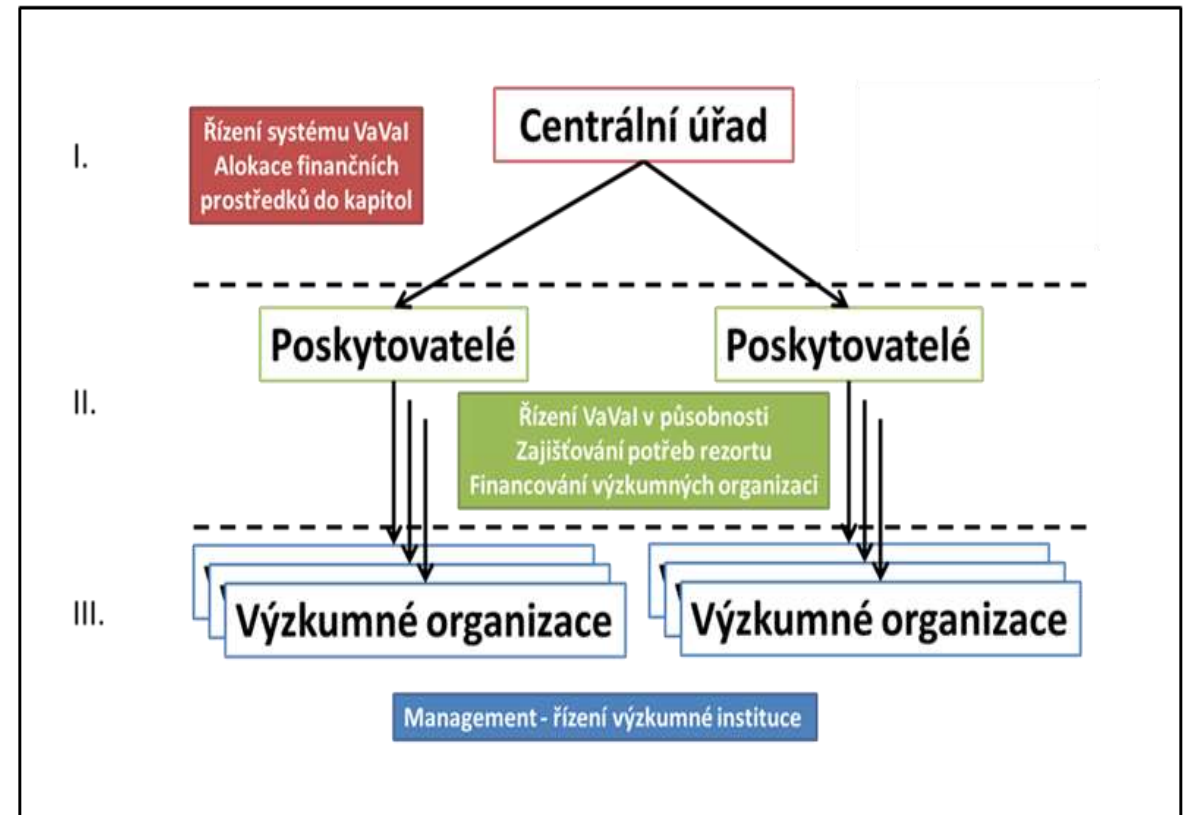 I.
Řízení systému VaVaI
Alokace finančních
prostředků do kapitol
Centrální úřad
II.
Poskytovatelé
Poskytovatelé
Řízení VaVaI v působnosti
Zajišťování potřeb rezortu
Financování výzkumných organizaci
III.
Výzkumné organizace
Výzkumné organizace
Management - řízení výzkumné instituce